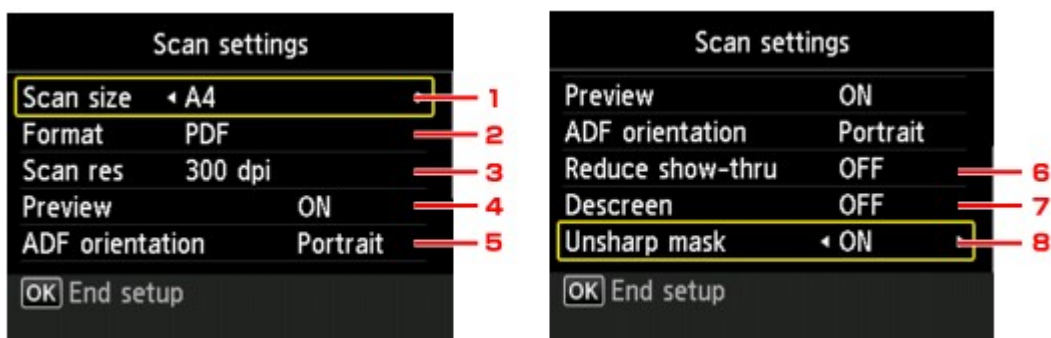 Scan settings
Scan size A4 1
Format PDF 2
Scan res 300 dpi 3
Preview ON 4
ADF orientation Portrait 5
OK End setup
Scan settings
Preview ON
ADF orientation Portrait
Reduce show-thru OFF 6
Descreen OFF 7
Unsharp mask ON 8
OK End setup